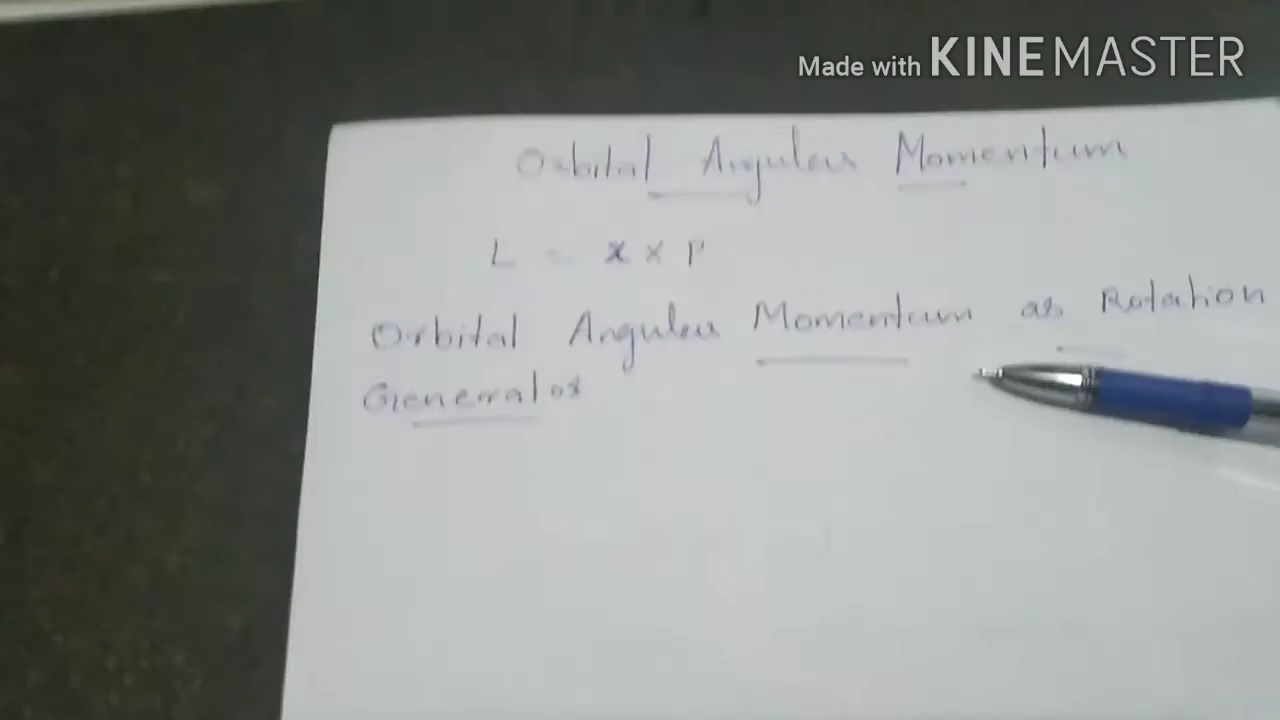 Made with KINEMASTER
Orbital Angular Momentum
L = x × P
Orbital Angular Momentum as Rotation
Generator